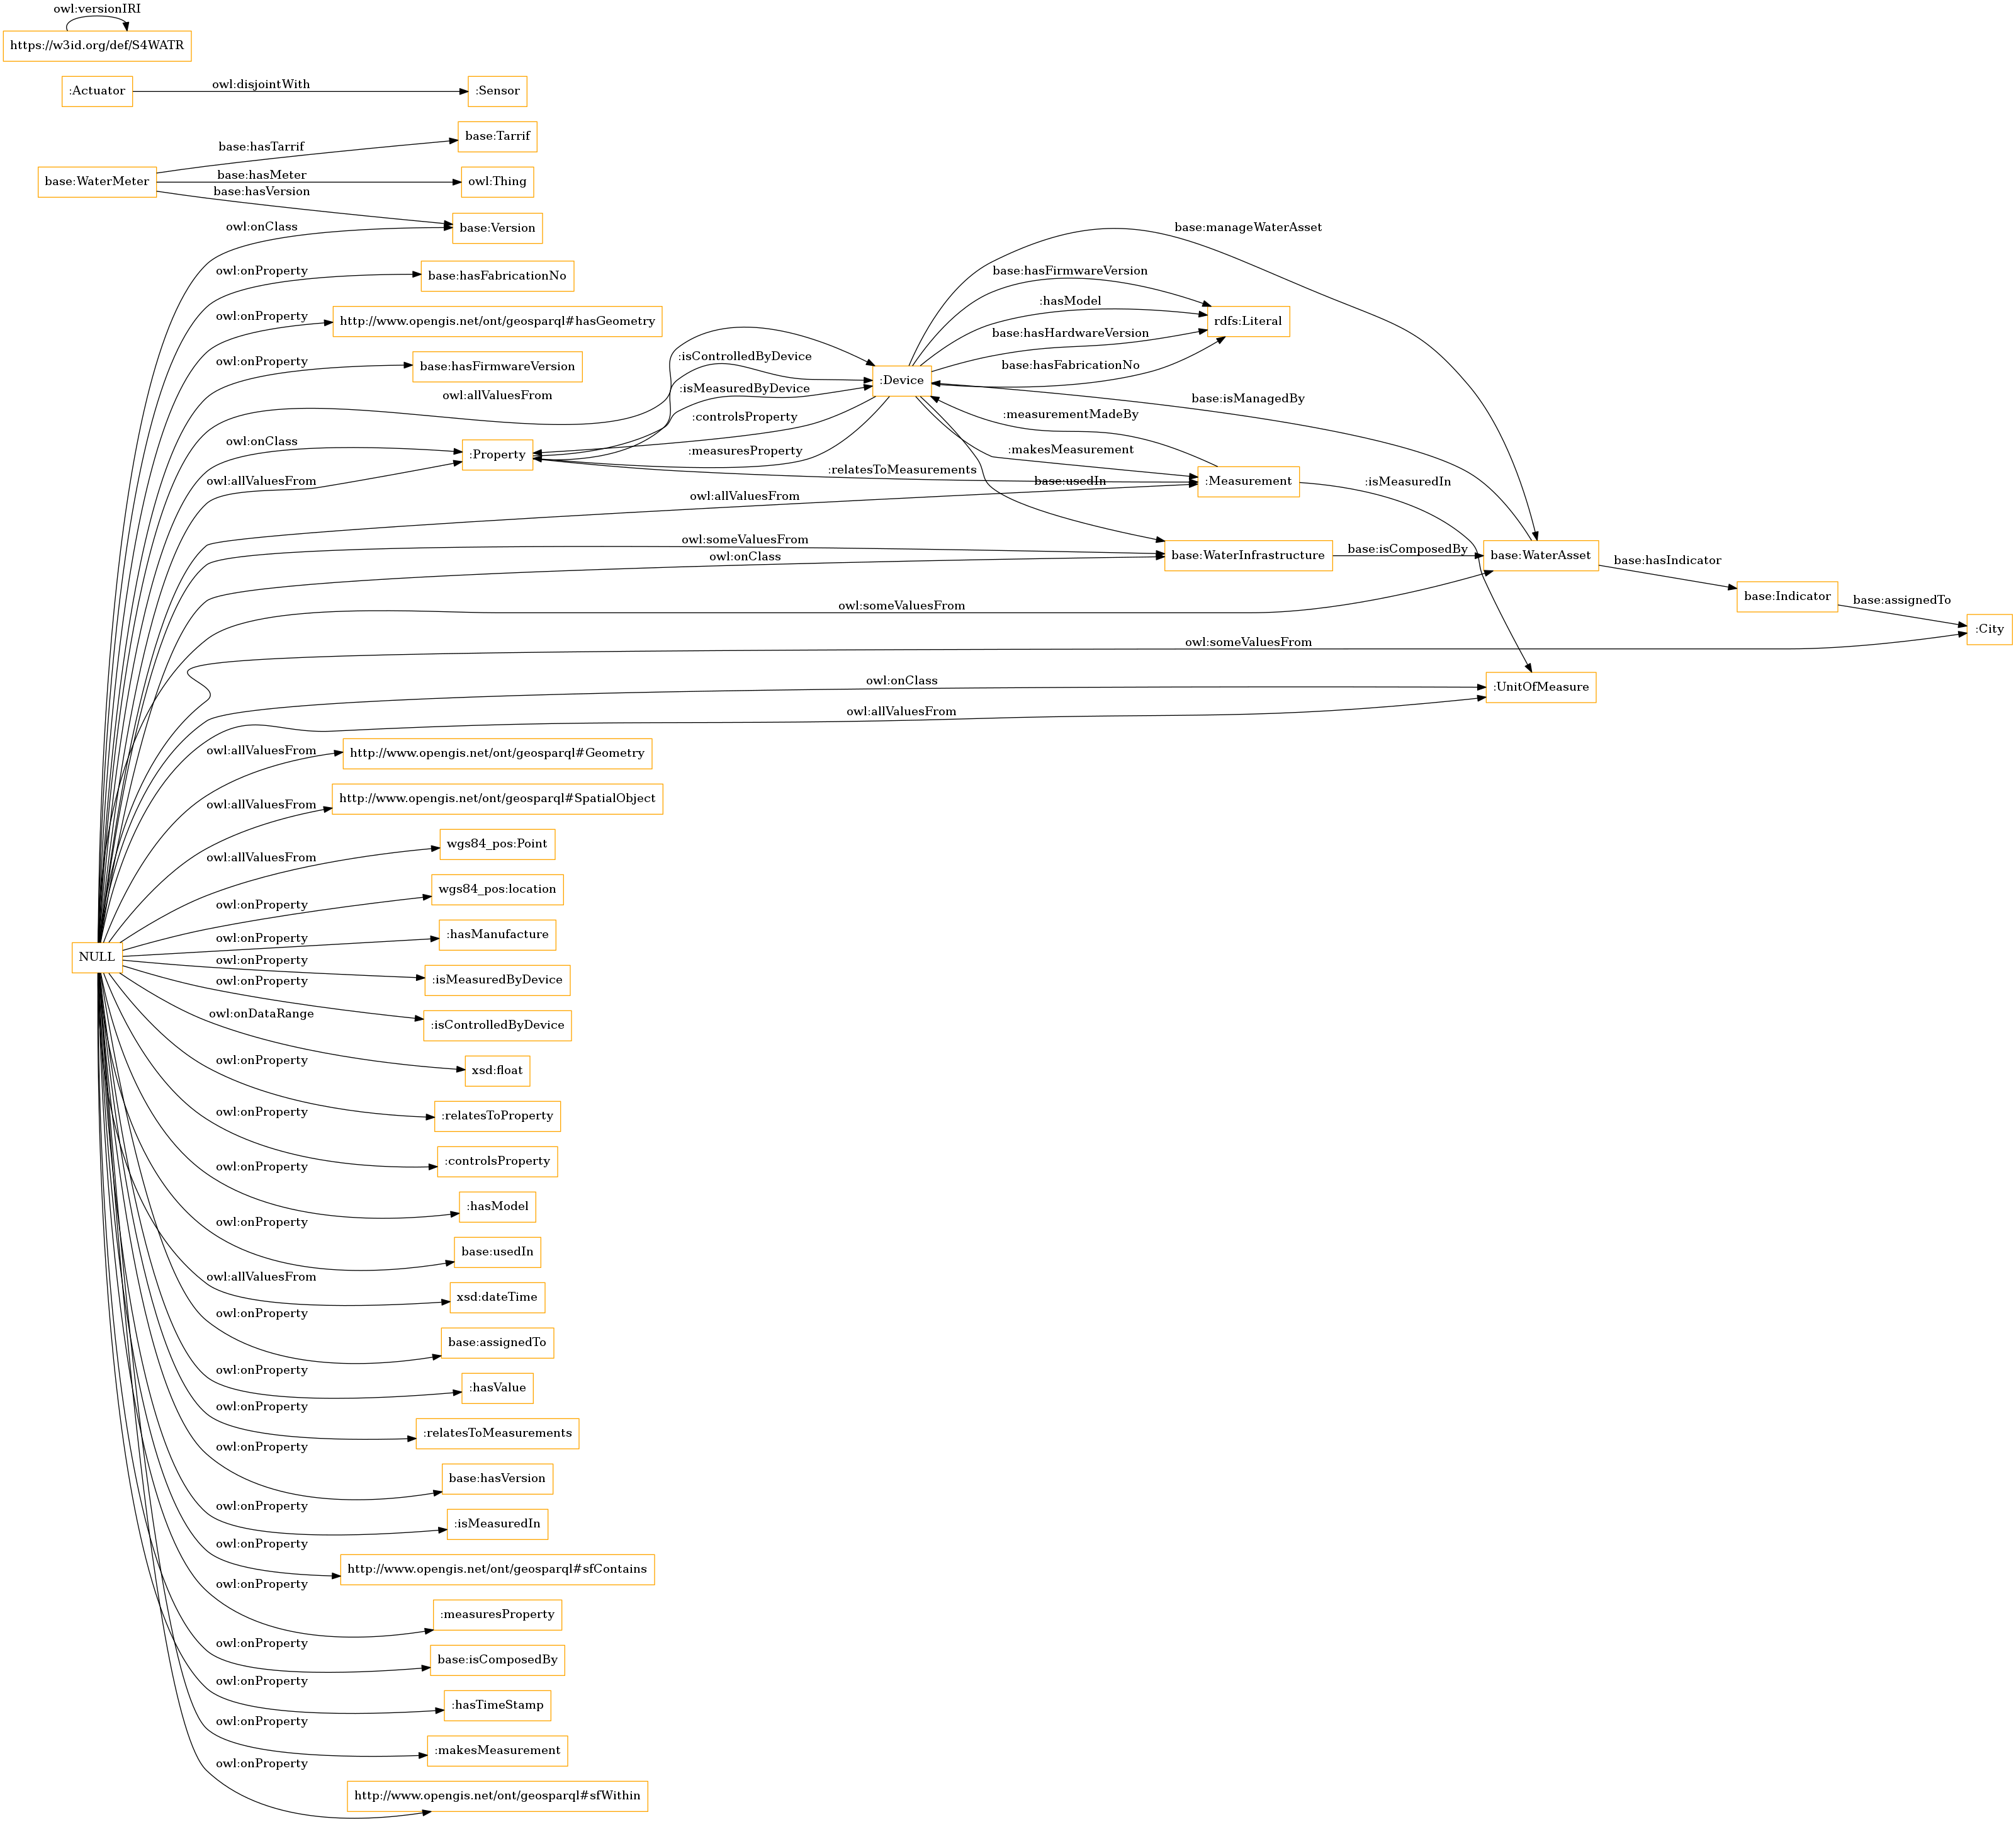 owl:versionIRI
https://w3id.org/def/S4WATR
:Actuator
owl:disjointWith
:Sensor
base:WaterMeter
base:hasTarrif
base:Tarrif
base:hasMeter
owl:Thing
base:hasVersion
base:Version
owl:onClass
owl:onProperty
base:hasFabricationNo
owl:onProperty
http://www.opengis.net/ont/geosparql#hasGeometry
owl:onProperty
base:hasFirmwareVersion
owl:allValuesFrom
owl:onClass
:Property
owl:allValuesFrom
:isControlledByDevice
:isMeasuredByDevice
:controlsProperty
:measuresProperty
:relatesToMeasurements
:Device
base:manageWaterAsset
base:hasFirmwareVersion
:hasModel
rdfs:Literal
base:hasHardwareVersion
base:hasFabricationNo
base:isManagedBy
:measurementMadeBy
:makesMeasurement
base:usedIn
:Measurement
:isMeasuredIn
owl:allValuesFrom
owl:someValuesFrom
owl:onClass
base:WaterInfrastructure
base:isComposedBy
base:WaterAsset
base:hasIndicator
base:Indicator
base:assignedTo
:City
owl:someValuesFrom
owl:someValuesFrom
owl:onClass
:UnitOfMeasure
owl:allValuesFrom
owl:allValuesFrom
http://www.opengis.net/ont/geosparql#Geometry
owl:allValuesFrom
http://www.opengis.net/ont/geosparql#SpatialObject
owl:allValuesFrom
wgs84_pos:Point
owl:onProperty
wgs84_pos:location
NULL
owl:onProperty
:hasManufacture
owl:onProperty
:isMeasuredByDevice
owl:onProperty
:isControlledByDevice
owl:onDataRange
xsd:float
owl:onProperty
:relatesToProperty
owl:onProperty
:controlsProperty
owl:onProperty
:hasModel
owl:onProperty
base:usedIn
owl:allValuesFrom
xsd:dateTime
owl:onProperty
base:assignedTo
owl:onProperty
:hasValue
owl:onProperty
:relatesToMeasurements
owl:onProperty
base:hasVersion
owl:onProperty
:isMeasuredIn
owl:onProperty
http://www.opengis.net/ont/geosparql#sfContains
owl:onProperty
:measuresProperty
owl:onProperty
base:isComposedBy
owl:onProperty
:hasTimeStamp
owl:onProperty
:makesMeasurement
owl:onProperty
http://www.opengis.net/ont/geosparql#sfWithin